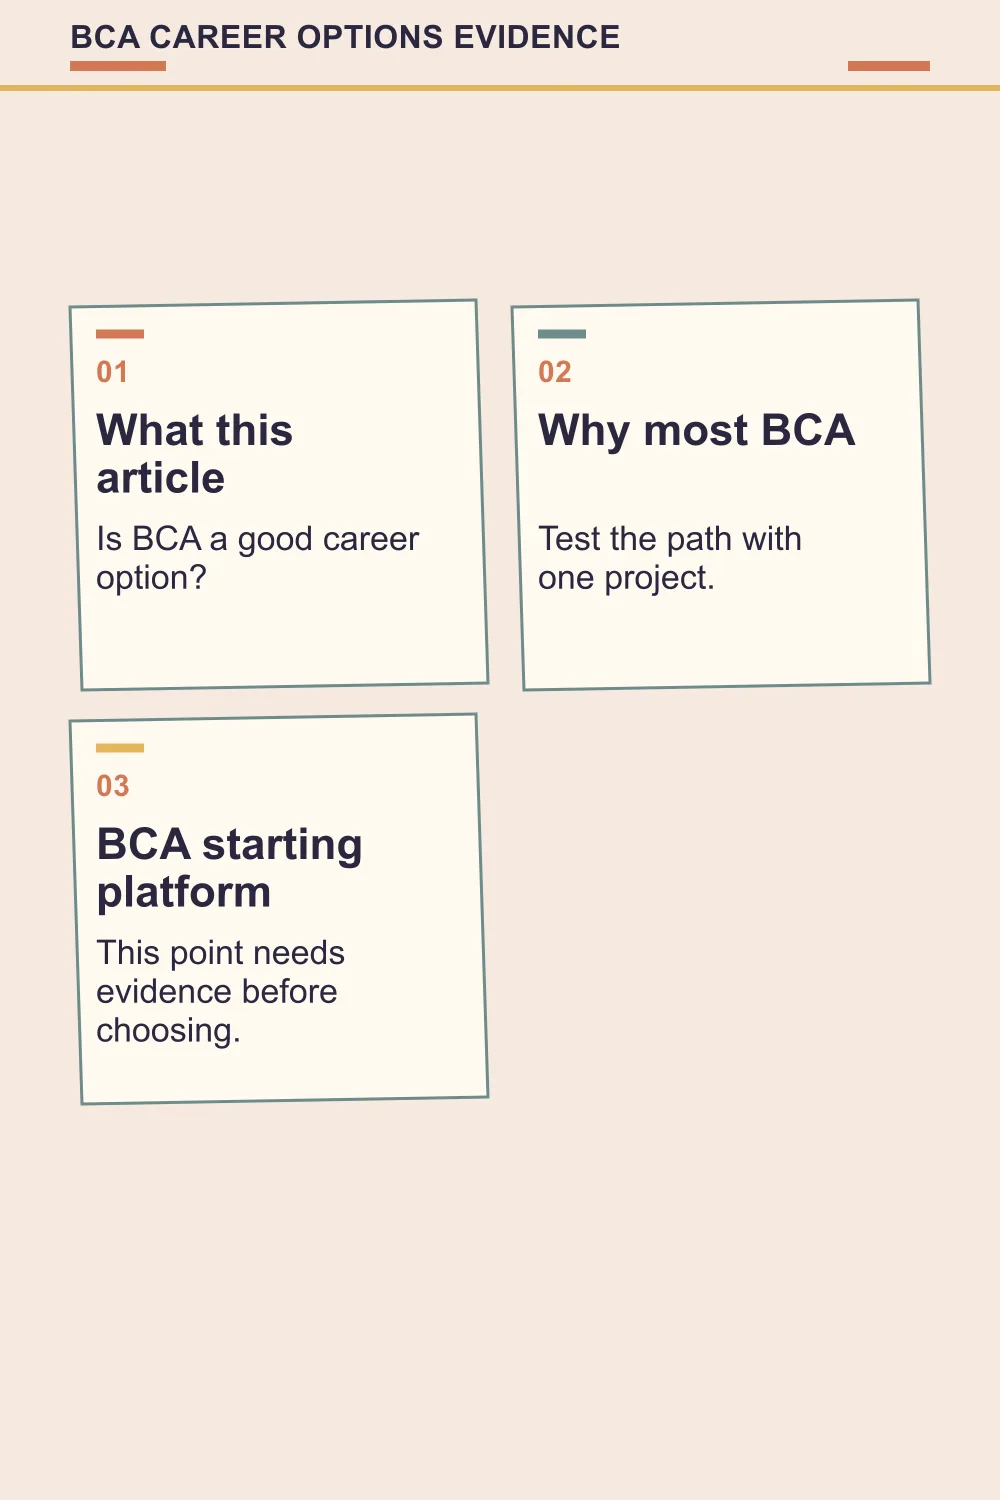 BCA CAREER OPTIONS EVIDENCE
01
What this
article
Is BCA a good career
option?
02
Why most BCA
Test the path with
one project.
03
BCA starting
platform
This point needs
evidence before
choosing.